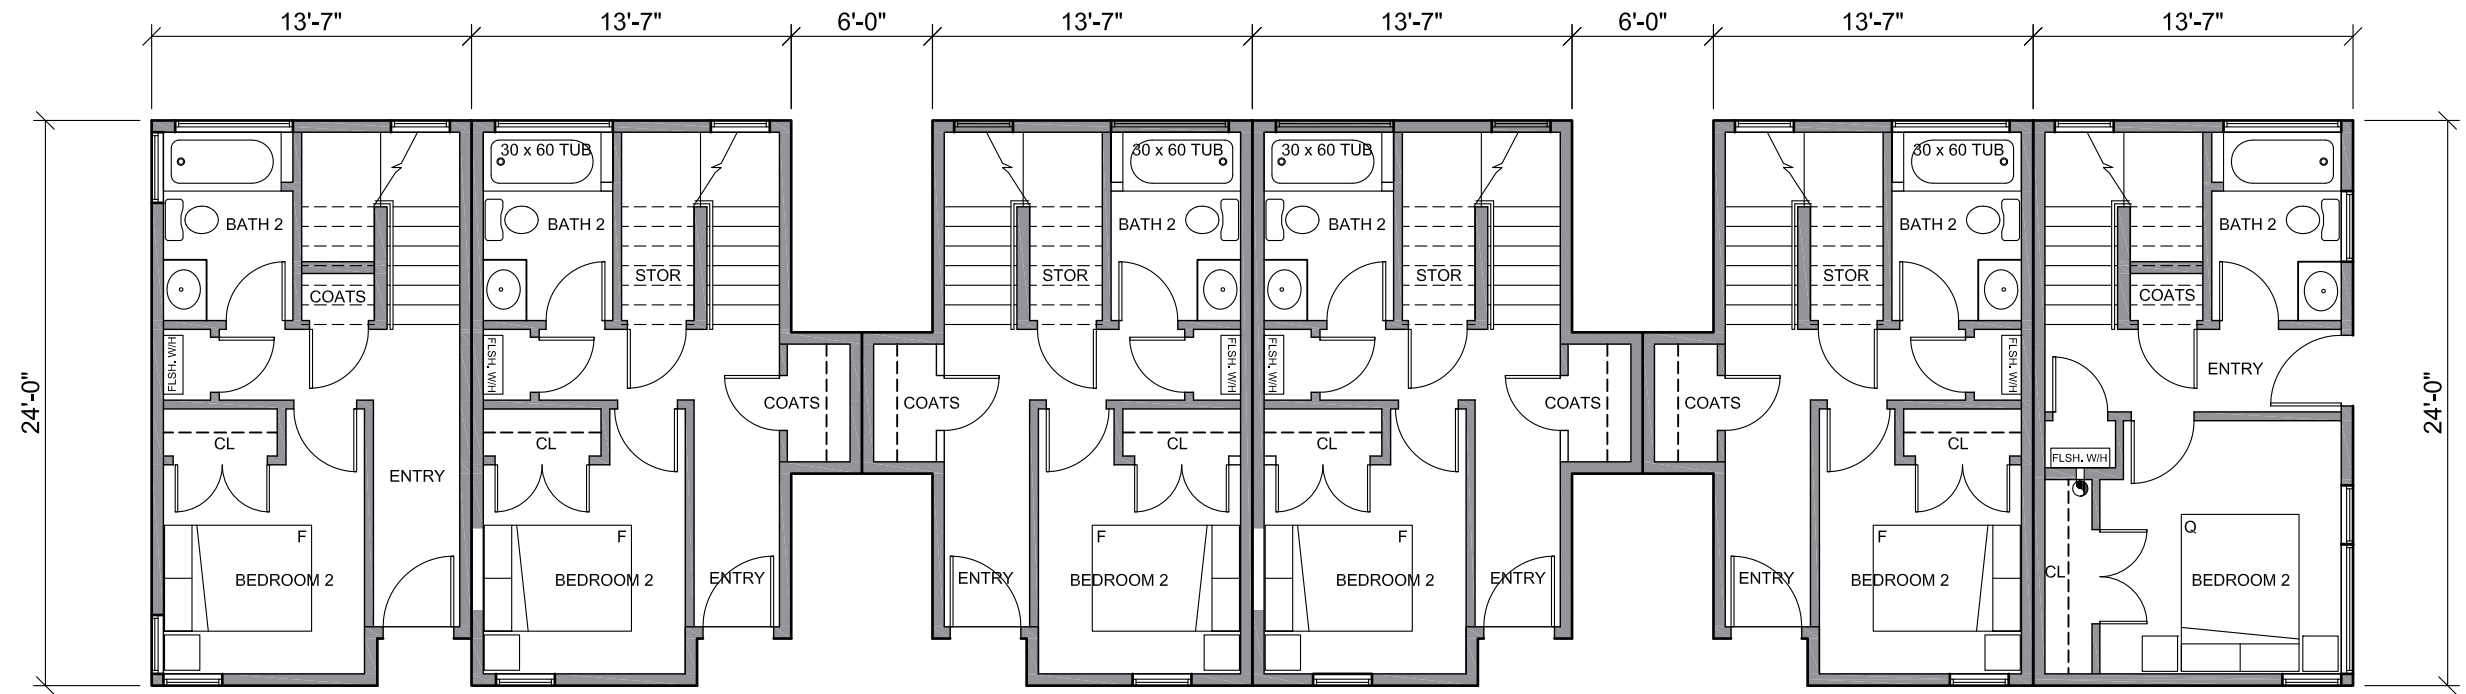 13'-7" 13'-7" 6'-0" 13'-7" 13'-7" 6'-0" 13'-7" 13'-7"
30 x 60 TUB 30 x 60 TUB 30 x 60 TUB 30 x 60 TUB
BATH 2 BATH 2 BATH 2 BATH 2 BATH 2 BATH 2
STOR STOR STOR STOR
COATS COATS
FLSH. W/H FLSH. W/H FLSH. W/H FLSH. W/H FLSH. W/H
ENTRY
24'-0" COATS COATS COATS COATS 24'-0"
CL CL CL CL CL
FLSH. W/H
ENTRY
F F F F F Q
CL
BEDROOM 2 BEDROOM 2 ENTRY ENTRY BEDROOM 2 BEDROOM 2 ENTRY ENTRY BEDROOM 2 BEDROOM 2